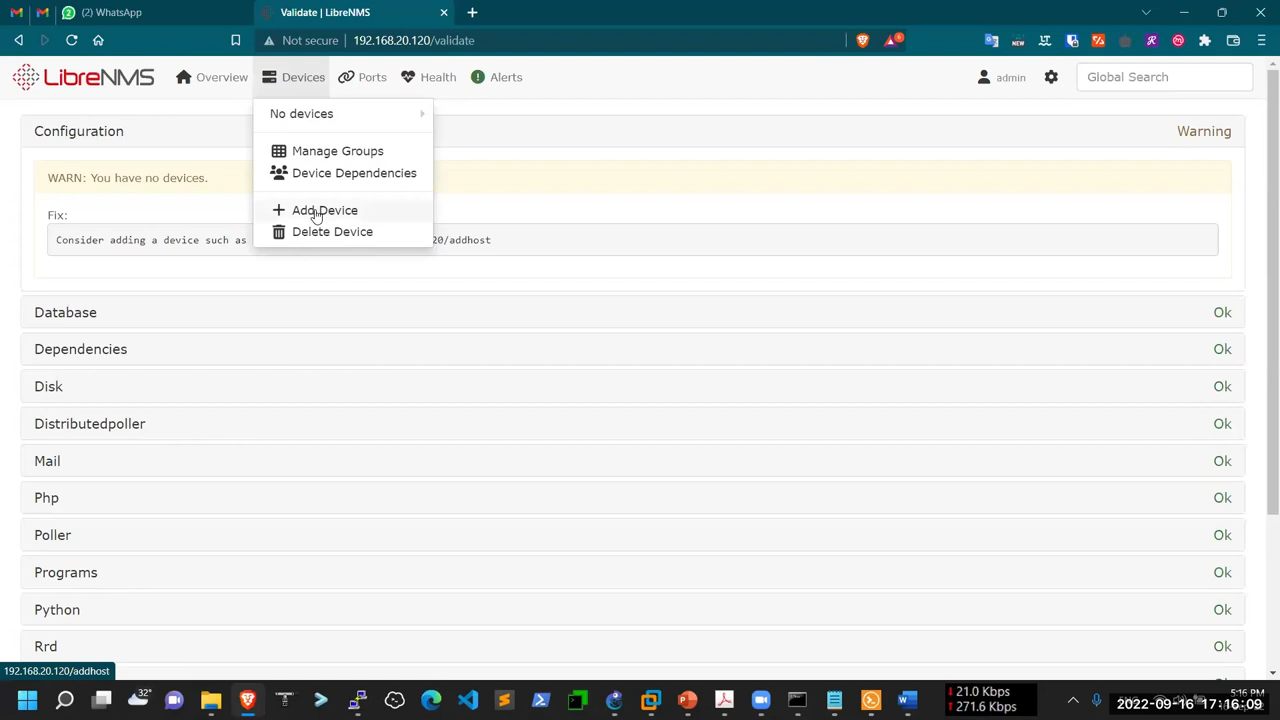 (2) WhatsApp
Validate | LibreNMS
Not secure
192.168.20.120/validate
LibreNMS
Overview
Devices
Ports
Health
Alerts
admin
Global Search
No devices
Manage Groups
Device Dependencies
Add Device
Delete Device
Configuration
Warning
WARN: You have no devices.
Fix:
Consider adding a device such as
20/addhost
Database
Ok
Dependencies
Ok
Disk
Ok
Distributedpoller
Ok
Mail
Ok
Php
Ok
Poller
Ok
Programs
Ok
Python
Ok
Rrd
Ok
192.168.20.120/addhost
32°
21.0 Kbps
271.6 Kbps
5:16 PM
2022-09-16 17:16:09